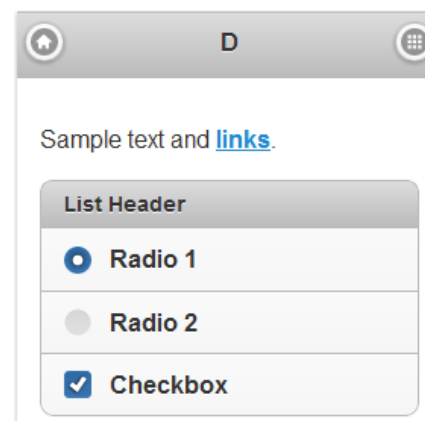 D
Sample text and links.
List Header
Radio 1
Radio 2
Checkbox